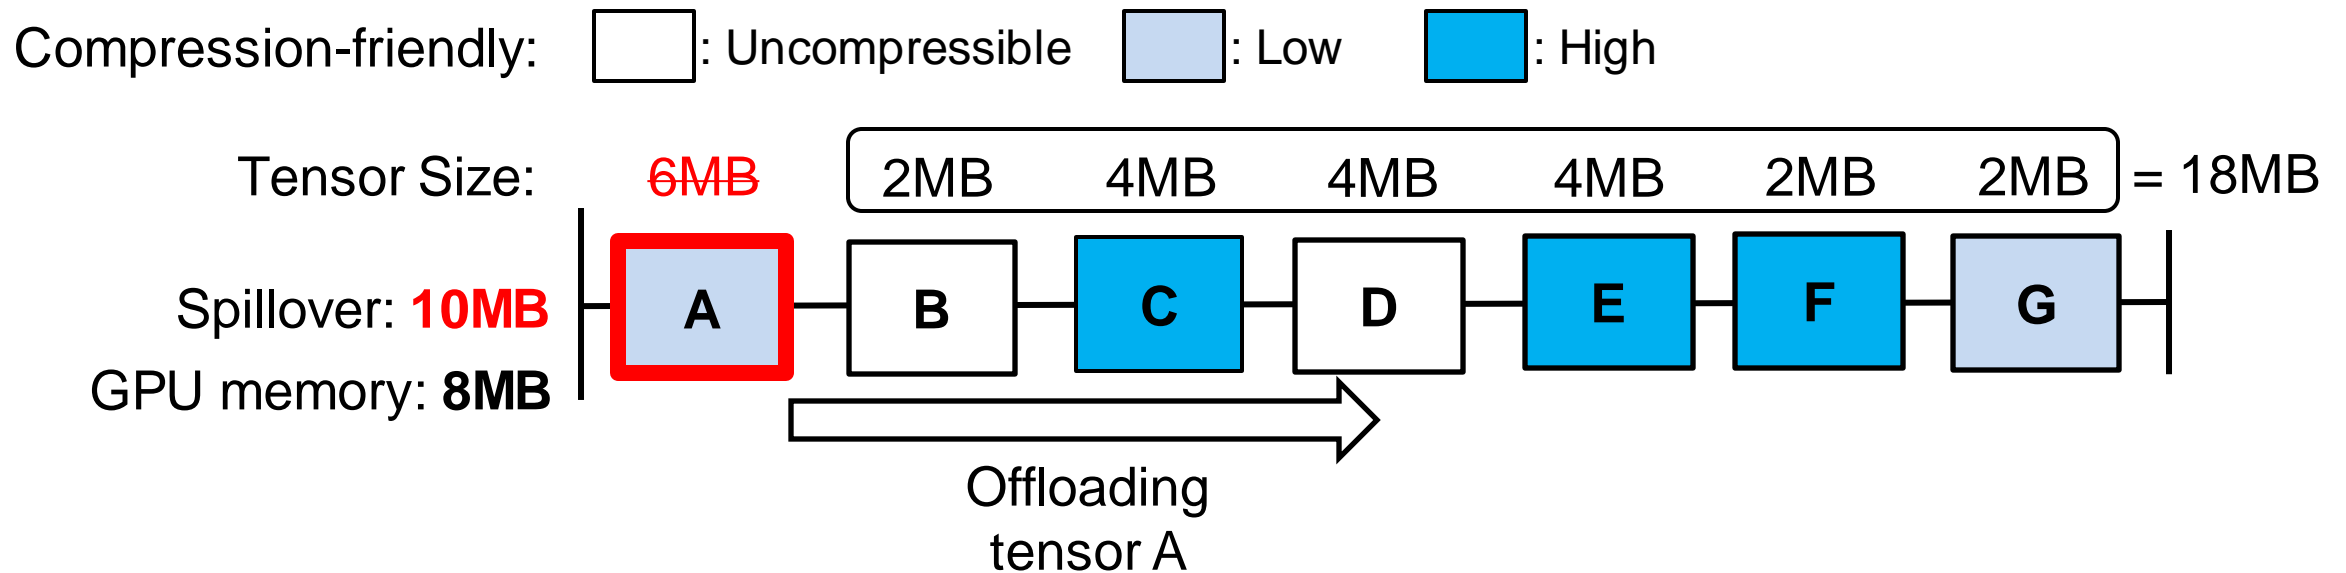 Compression-friendly: : Uncompressible : Low : High
Tensor Size: 6MB 2MB 4MB 4MB 4MB 2MB 2MB = 18MB
Spillover: 10MB A B C D E F G
GPU memory: 8MB
Offloading
tensor A